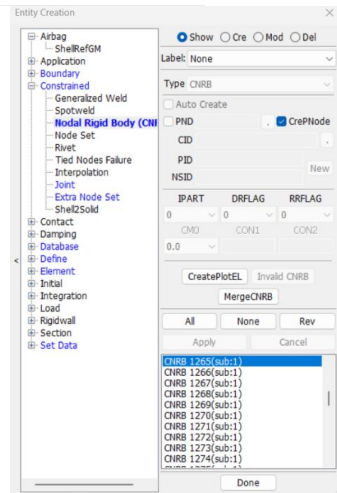 Entity Creation
Airbag
ShellRefGM
Application
Boundary
Constrained
Generalized Weld
Spotweld
Nodal Rigid Body (CNF
Node Set
Rivet
Tied Nodes Failure
Interpolation
Joint
Extra Node Set
Shell2Solid
Contact
Damping
Database
Define
Element
Initial
Integration
Load
Rigidwall
Section
Set Data
<
Show Cre Mod Del
Label: None
Type CNRB
Auto Create
PND . CrePNode
CID .
PID
New
NSID
IPART DRFLAG RRFLAG
0 0 0
CMO CON1 CON2
0.0
CreatePlotEL Invalid CNRB
MergeCNRB
All None Rev
Apply Cancel
CNRB 1265(sub:1)
CNRB 1266(sub:1)
CNRB 1267(sub:1)
CNRB 1268(sub:1)
CNRB 1269(sub:1)
CNRB 1270(sub:1)
CNRB 1271(sub:1)
CNRB 1272(sub:1)
CNRB 1273(sub:1)
CNRB 1274(sub:1)
Done